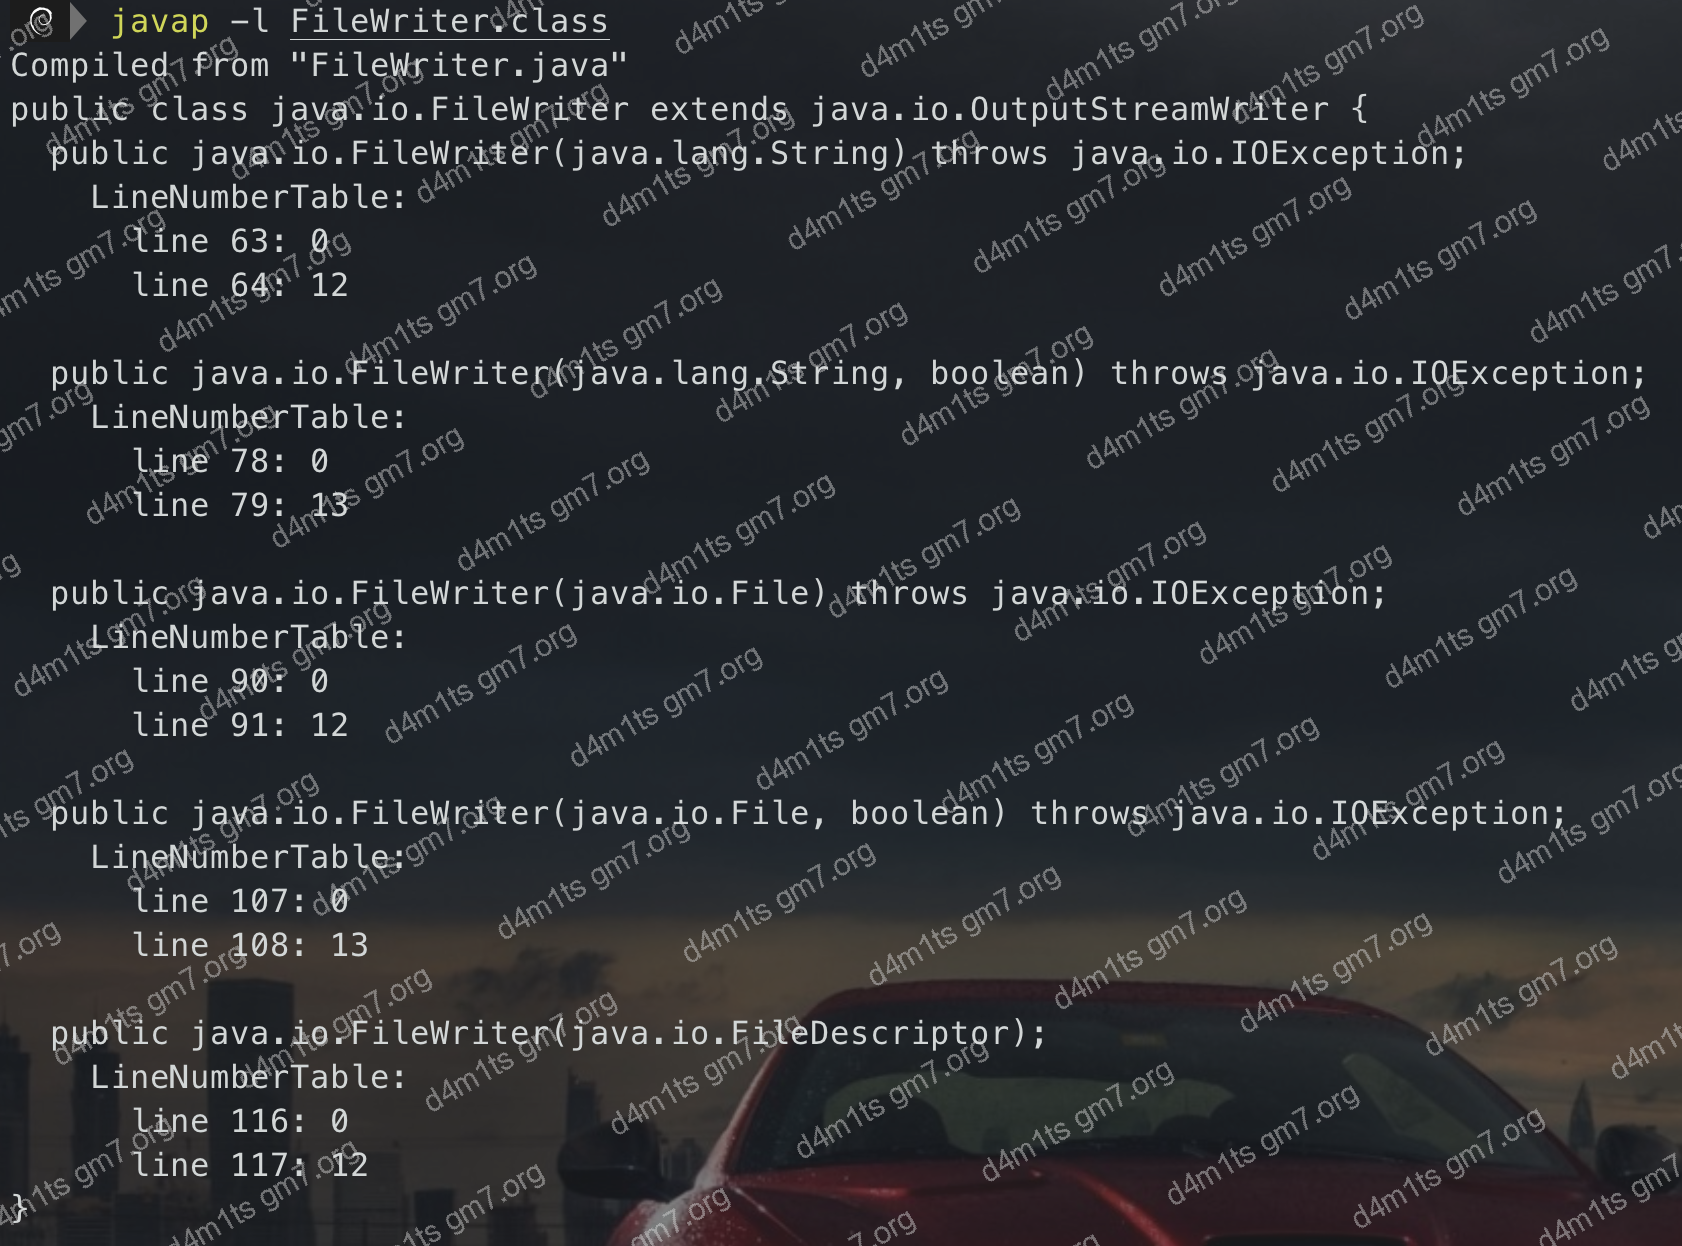 @ javap -l FileWriter.class
Compiled from "FileWriter.java"
public class java.io.FileWriter extends java.io.OutputStreamWriter {
  public java.io.FileWriter(java.lang.String) throws java.io.IOException;
    LineNumberTable:
      line 63: 0
      line 64: 12

  public java.io.FileWriter(java.lang.String, boolean) throws java.io.IOException;
    LineNumberTable:
      line 78: 0
      line 79: 13

  public java.io.FileWriter(java.io.File) throws java.io.IOException;
    LineNumberTable:
      line 90: 0
      line 91: 12

  public java.io.FileWriter(java.io.File, boolean) throws java.io.IOException;
    LineNumberTable:
      line 107: 0
      line 108: 13

  public java.io.FileWriter(java.io.FileDescriptor);
    LineNumberTable:
      line 116: 0
      line 117: 12
}
d4m1ts gm7.org